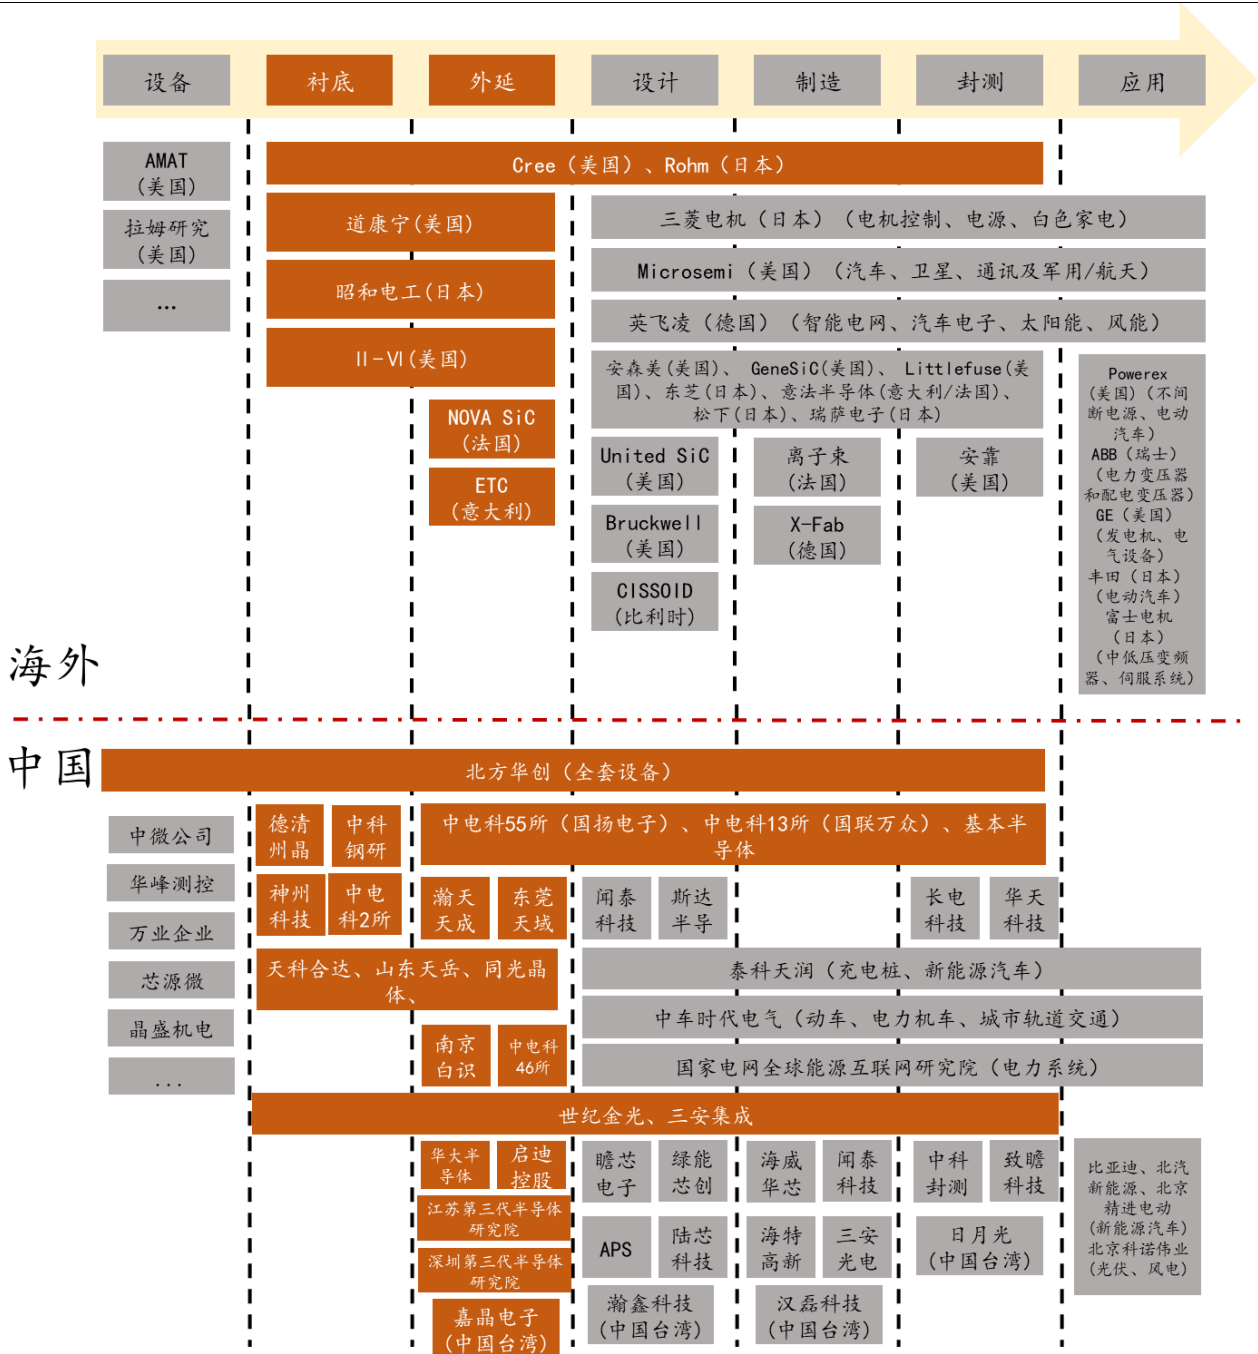 设备
衬底
外延
设计
制造
封测
应用
AMAT
(美国)
拉姆研究
(美国)
...
Cree（美国）、Rohm（日本）
道康宁(美国)
昭和电工(日本)
II-VI(美国)
NOVA SiC
(法国)
ETC
(意大利)
三菱电机（日本）（电机控制、电源、白色家电）
Microsemi（美国）（汽车、卫星、通讯及军用/航天）
英飞凌（德国）（智能电网、汽车电子、太阳能、风能）
安森美(美国)、 GeneSiC(美国)、 Littlefuse(美
国)、东芝(日本)、意法半导体(意大利/法国)、
松下(日本)、瑞萨电子(日本)
United SiC
(美国)
Bruckwell
(美国)
CISSOID
(比利时)
离子束
(法国)
X-Fab
(德国)
安靠
(美国)
Powerex
(美国)（不间
断电源、电动
汽车）
ABB（瑞士）
（电力变压器
和配电变压器）
GE（美国）
（发电机、电
气设备）
丰田（日本）
（电动汽车）
富士电机
（日本）
（中低压变频
器、伺服系统）
海外
中国
北方华创（全套设备）
中微公司
华峰测控
万业企业
芯源微
晶盛机电
...
德清
州晶
中科
钢研
神州
科技
中电
科2所
中电科55所（国扬电子）、中电科13所（国联万众）、基本半
导体
瀚天
天成
东莞
天域
闻泰
科技
斯达
半导
长电
科技
华天
科技
天科合达、山东天岳、同光晶
体、
泰科天润（充电桩、新能源汽车）
中车时代电气（动车、电力机车、城市轨道交通）
南京
白识
中电科
46所
国家电网全球能源互联网研究院（电力系统）
世纪金光、三安集成
华大半
导体
启迪
控股
江苏第三代半导体
研究院
深圳第三代半导体
研究院
嘉晶电子
(中国台湾)
瞻芯
电子
绿能
芯创
APS
陆芯
科技
瀚鑫科技
(中国台湾)
海威
华芯
闻泰
科技
海特
高新
三安
光电
汉磊科技
(中国台湾)
中科
封测
致瞻
科技
日月光
(中国台湾)
比亚迪、北汽
新能源、北京
精进电动
(新能源汽车)
北京科诺伟业
(光伏、风电)